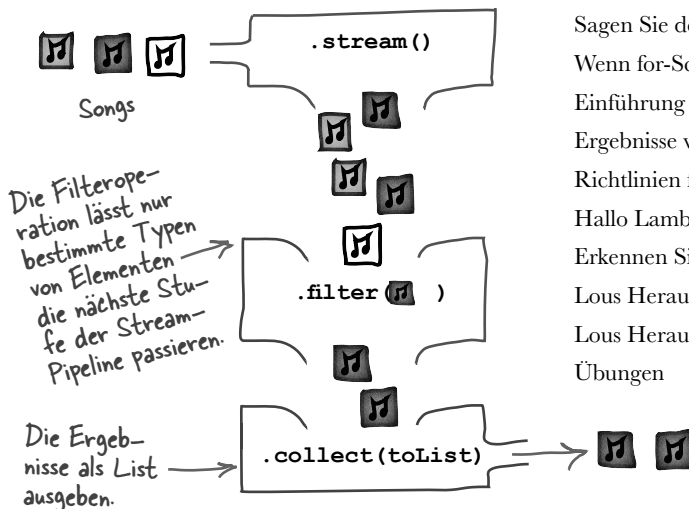 .stream()
Songs
Die Filterope–
ration lässt nur
bestimmte Typen
von Elementen
die nächste Stu–
fe der Stream–
Pipeline passieren.
.filter( )
Die Ergeb–
nisse als List
ausgeben.
.collect(toList)
Sagen Sie de
Wenn for-Sc
Einführung
Ergebnisse v
Richtlinien f
Hallo Lamb
Erkennen Si
Lous Herau
Lous Herau
Übungen